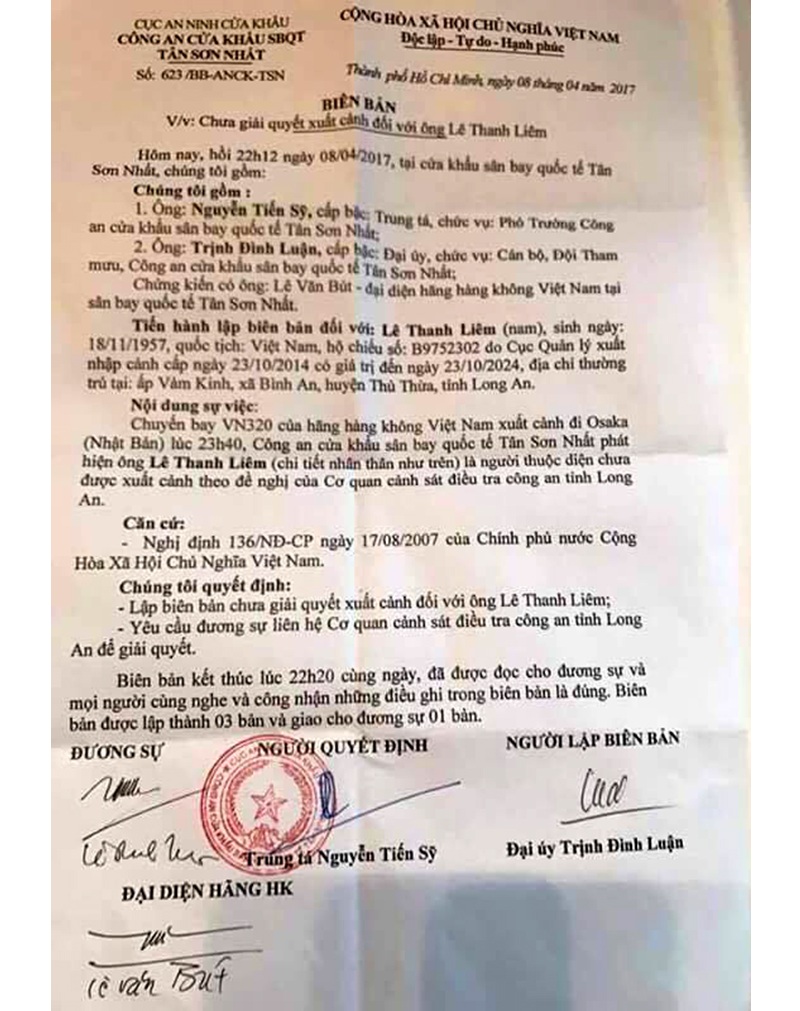 CỤC AN NINH CỬA KHẨU
CÔNG AN CỬA KHẨU SBQT
TÂN SƠN NHẤT
Số: 623 /BB-ANCK-TSN
CỘNG HÒA XÃ HỘI CHỦ NGHĨA VIỆT NAM
Độc lập - Tự do - Hạnh phúc
Thành phố Hồ Chí Minh, ngày 08 tháng 04 năm 2017
BIÊN BẢN
V/v: Chưa giải quyết xuất cảnh đối với ông Lê Thanh Liêm
Hôm nay, hồi 22h12 ngày 08/04/2017, tại cửa khẩu sân bay quốc tế Tân
Sơn Nhất, chúng tôi gồm:
Chúng tôi gồm :
1. Ông: Nguyễn Tiến Sỹ, cấp bậc: Trung tá, chức vụ: Phó Trưởng Công
an cửa khẩu sân bay quốc tế Tân Sơn Nhất;
2. Ông: Trịnh Đình Luận, cấp bậc: Đại úy, chức vụ: Cán bộ, Đội Tham
mưu, Công an cửa khẩu sân bay quốc tế Tân Sơn Nhất;
Chứng kiến có ông: Lê Văn Bút - đại diện hãng hàng không Việt Nam tại
sân bay quốc tế Tân Sơn Nhất.
Tiến hành lập biên bản đối với: Lê Thanh Liêm (nam), sinh ngày:
18/11/1957, quốc tịch: Việt Nam, hộ chiếu số: B9752302 do Cục Quản lý xuất
nhập cảnh cấp ngày 23/10/2014 có giá trị đến ngày 23/10/2024, địa chỉ thường
trú tại: ấp Vàm Kinh, xã Bình An, huyện Thủ Thừa, tỉnh Long An.
Nội dung sự việc:
Chuyến bay VN320 của hãng hàng không Việt Nam xuất cảnh đi Osaka
(Nhật Bản) lúc 23h40, Công an cửa khẩu sân bay quốc tế Tân Sơn Nhất phát
hiện ông Lê Thanh Liêm (chi tiết nhân thân như trên) là người thuộc diện chưa
được xuất cảnh theo đề nghị của Cơ quan cảnh sát điều tra công an tỉnh Long
An.
Căn cứ:
- Nghị định 136/NĐ-CP ngày 17/08/2007 của Chính phủ nước Cộng
Hòa Xã Hội Chủ Nghĩa Việt Nam.
Chúng tôi quyết định:
- Lập biên bản chưa giải quyết xuất cảnh đối với ông Lê Thanh Liêm;
- Yêu cầu đương sự liên hệ Cơ quan cảnh sát điều tra công an tỉnh Long
An để giải quyết.
Biên bản kết thúc lúc 22h20 cùng ngày, đã được đọc cho đương sự và
mọi người cùng nghe và công nhận những điều ghi trong biên bản là đúng. Biên
bản được lập thành 03 bản và giao cho đương sự 01 bản.
ĐƯƠNG SỰ
NGƯỜI QUYẾT ĐỊNH
NGƯỜI LẬP BIÊN BẢN
Trung tá Nguyễn Tiến Sỹ
Đại úy Trịnh Đình Luận
ĐẠI DIỆN HÃNG HK
Lê Văn Bút